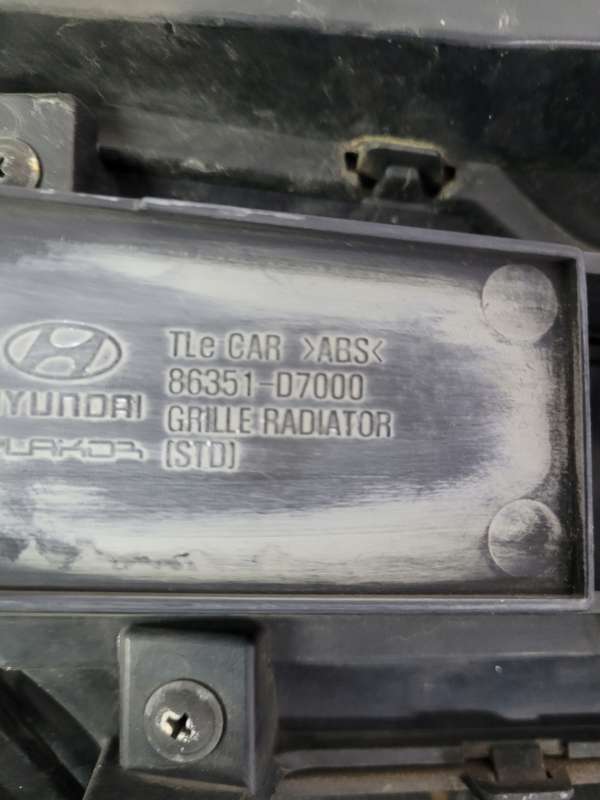 TLe CAR >ABS<
86351-D7000
GRILLE RADIATOR
(STD)
HYUNDAI